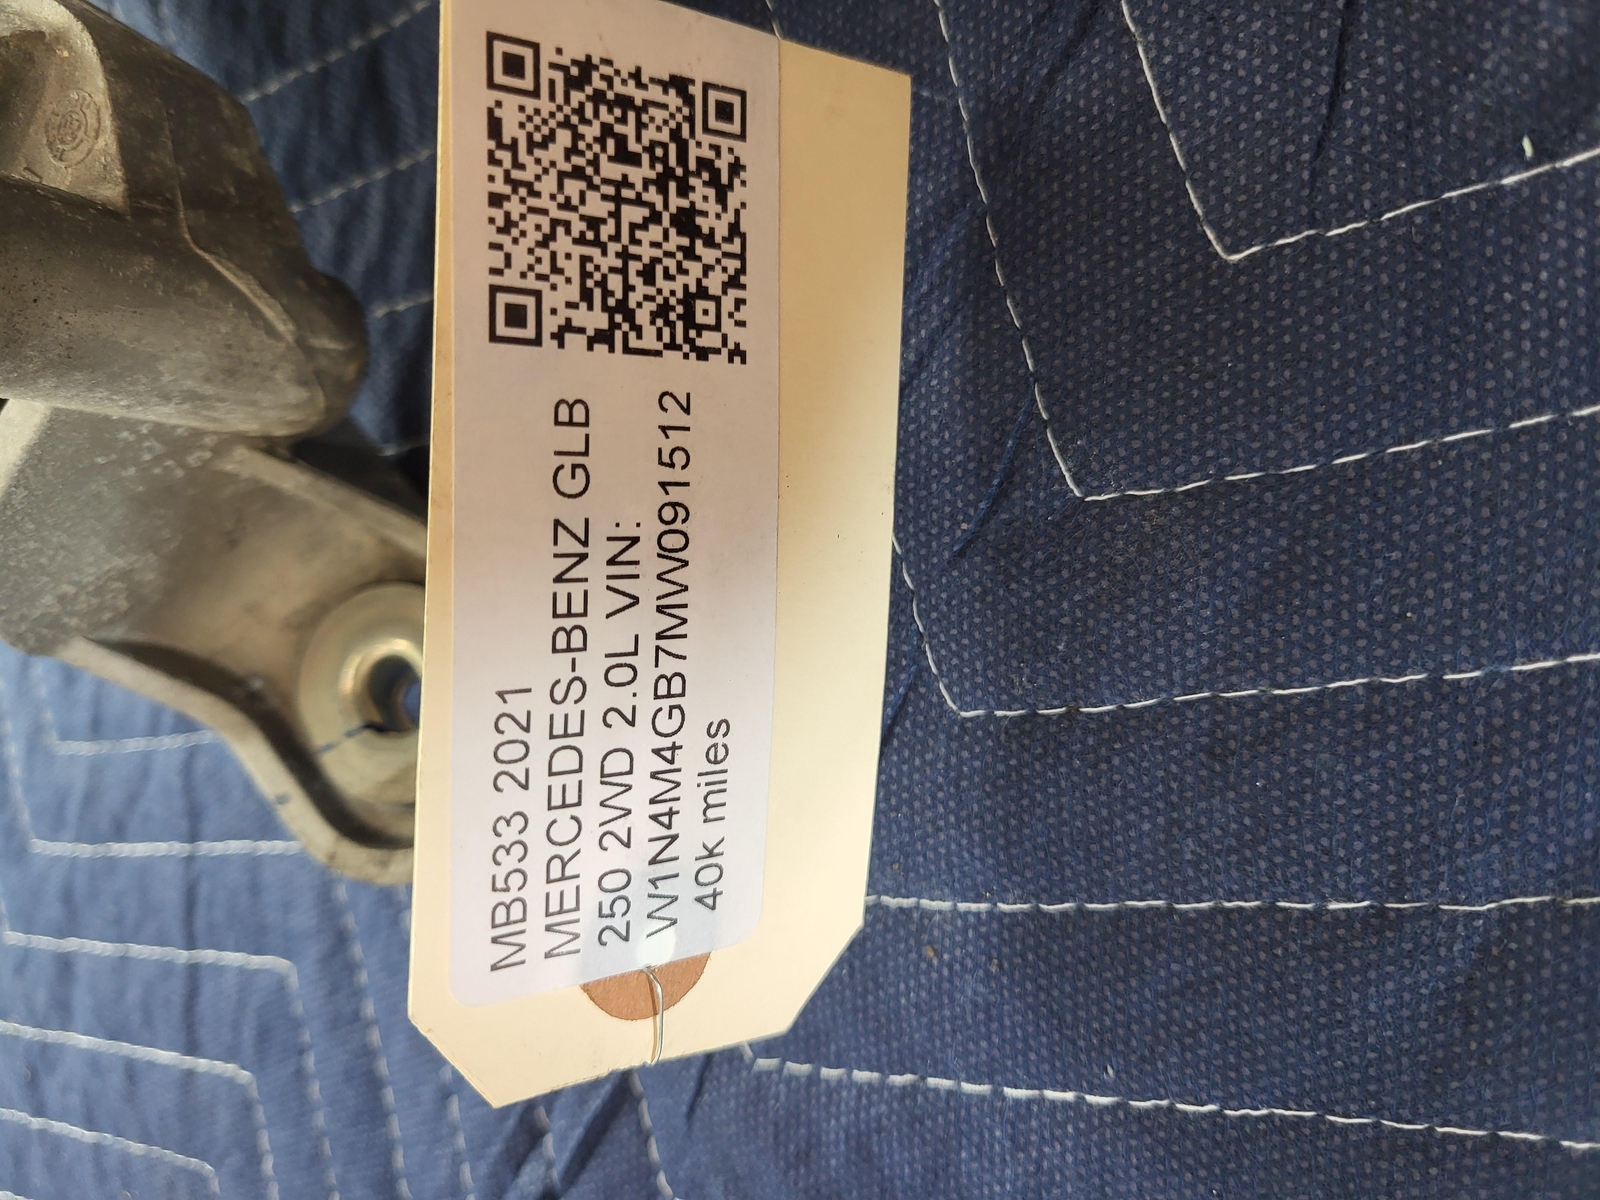 MB533 2021
MERCEDES-BENZ GLB
250 2WD 2.0L VIN:
W1N4M4GB7MW091512
40k miles